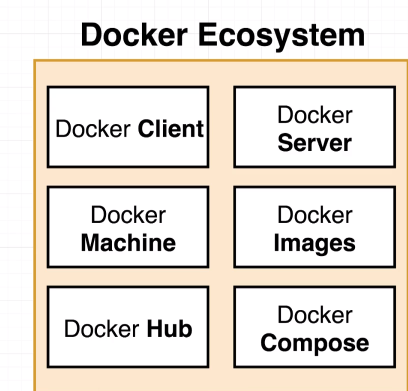 Docker Ecosystem
Docker Client
Docker
Server
Docker
Machine
Docker
Images
Docker Hub
Docker
Compose